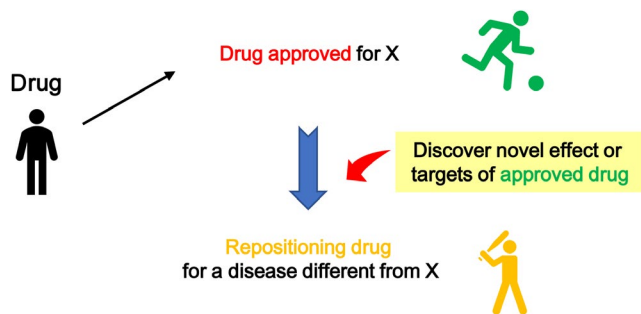 Drug approved for X
Drug
Discover novel effect or
targets of approved drug
Repositioning drug
for a disease different from X